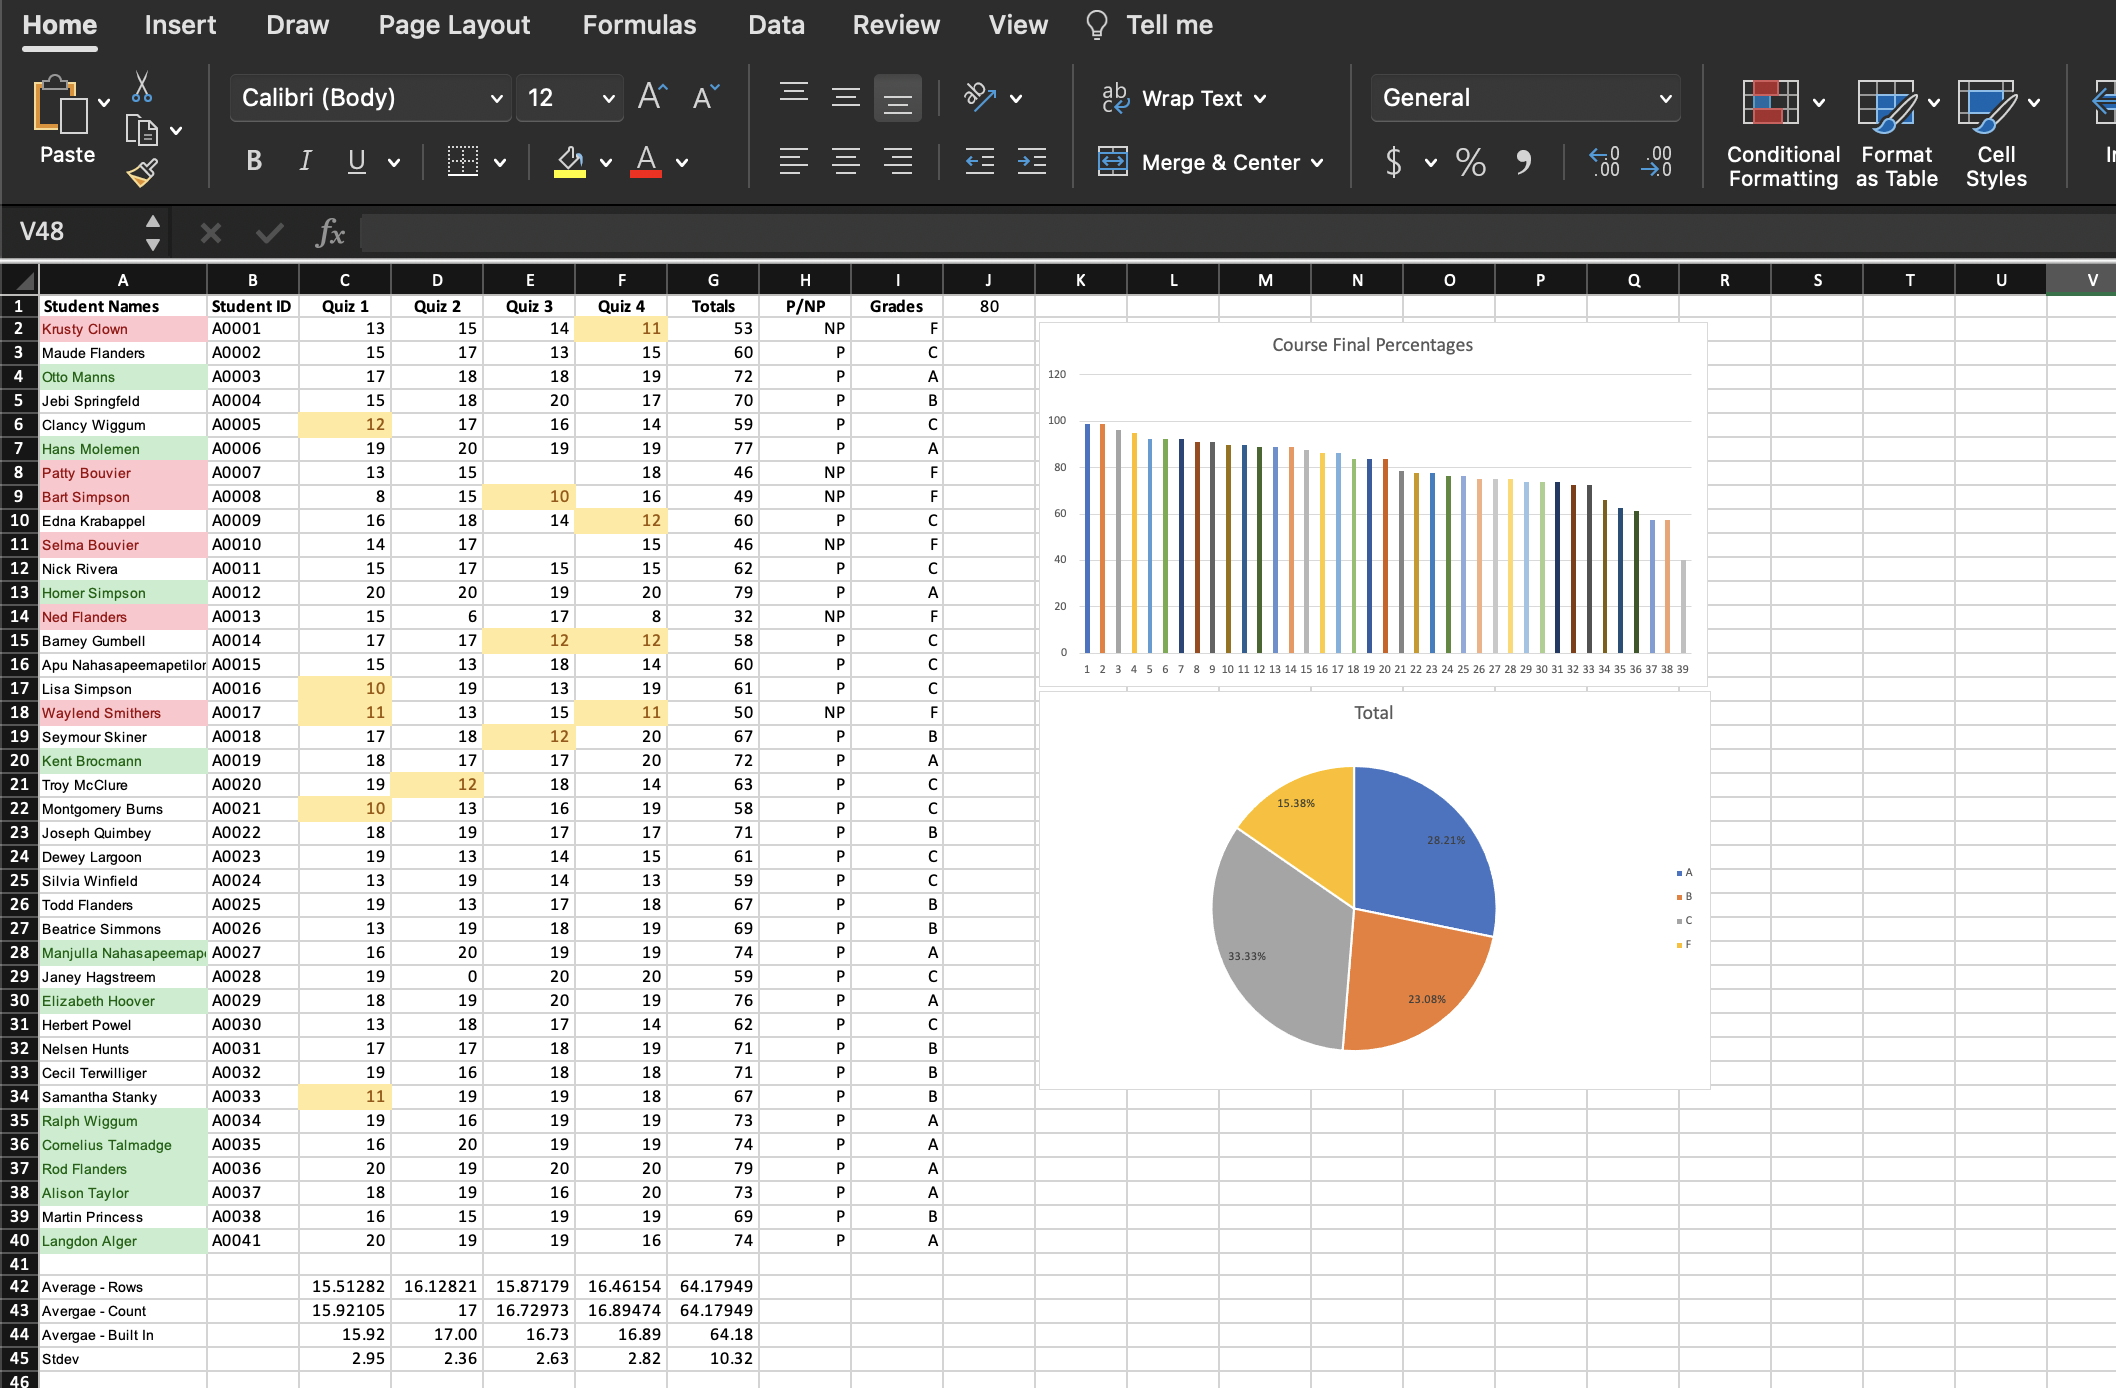 Home Insert Draw Page Layout Formulas Data Review View Tell me
Calibri (Body) 12 Wrap Text General
Paste B I U Merge & Center $ % Conditional Formatting Format as Table Cell Styles
V48 fx
A B C D E F G H I J K L M N O P Q R S T U V
1 Student Names Student ID Quiz 1 Quiz 2 Quiz 3 Quiz 4 Totals P/NP Grades 80
2 Krusty Clown A0001 13 15 14 11 53 NP F
3 Maude Flanders A0002 15 17 13 15 60 P C
4 Otto Manns A0003 17 18 18 19 72 P A
5 Jebi Springfeld A0004 15 18 20 17 70 P B
6 Clancy Wiggum A0005 12 17 16 14 59 P C
7 Hans Molemen A0006 19 20 19 19 77 P A
8 Patty Bouvier A0007 13 15 18 46 NP F
9 Bart Simpson A0008 8 15 10 16 49 NP F
10 Edna Krabappel A0009 16 18 14 12 60 P C
11 Selma Bouvier A0010 14 17 15 46 NP F
12 Nick Rivera A0011 15 17 15 15 62 P C
13 Homer Simpson A0012 20 20 19 20 79 P A
14 Ned Flanders A0013 15 6 17 8 32 NP F
15 Barney Gumbell A0014 17 17 12 12 58 P C
16 Apu Nahasapeemapetilor A0015 15 13 18 14 60 P C
17 Lisa Simpson A0016 10 19 13 19 61 P C
18 Waylend Smithers A0017 11 13 15 11 50 NP F
19 Seymour Skiner A0018 17 18 12 20 67 P B
20 Kent Brocmann A0019 18 17 17 20 72 P A
21 Troy McClure A0020 19 12 18 14 63 P C
22 Montgomery Burns A0021 10 13 16 19 58 P C
23 Joseph Quimbey A0022 18 19 17 17 71 P B
24 Dewey Largoon A0023 19 13 14 15 61 P C
25 Silvia Winfield A0024 13 19 14 13 59 P C
26 Todd Flanders A0025 19 13 17 18 67 P B
27 Beatrice Simmons A0026 13 19 18 19 69 P B
28 Manjulla Nahasapeemape A0027 16 20 19 19 74 P A
29 Janey Hagstreem A0028 19 0 20 20 59 P C
30 Elizabeth Hoover A0029 18 19 20 19 76 P A
31 Herbert Powel A0030 13 18 17 14 62 P C
32 Nelsen Hunts A0031 17 17 18 19 71 P B
33 Cecil Terwilliger A0032 19 16 18 18 71 P B
34 Samantha Stanky A0033 11 19 19 18 67 P B
35 Ralph Wiggum A0034 19 16 19 19 73 P A
36 Cornelius Talmadge A0035 16 20 19 19 74 P A
37 Rod Flanders A0036 20 19 20 20 79 P A
38 Alison Taylor A0037 18 19 16 20 73 P A
39 Martin Princess A0038 16 15 19 19 69 P B
40 Langdon Alger A0041 20 19 19 16 74 P A
41
42 Average - Rows 15.51282 16.12821 15.87179 16.46154 64.17949
43 Avergae - Count 15.92105 17 16.72973 16.89474 64.17949
44 Avergae - Built In 15.92 17.00 16.73 16.89 64.18
45 Stdev 2.95 2.36 2.63 2.82 10.32
46
Course Final Percentages
120
100
80
60
40
20
0
1 2 3 4 5 6 7 8 9 10 11 12 13 14 15 16 17 18 19 20 21 22 23 24 25 26 27 28 29 30 31 32 33 34 35 36 37 38 39
Total
15.38%
28.21%
33.33%
23.08%
A
B
C
F